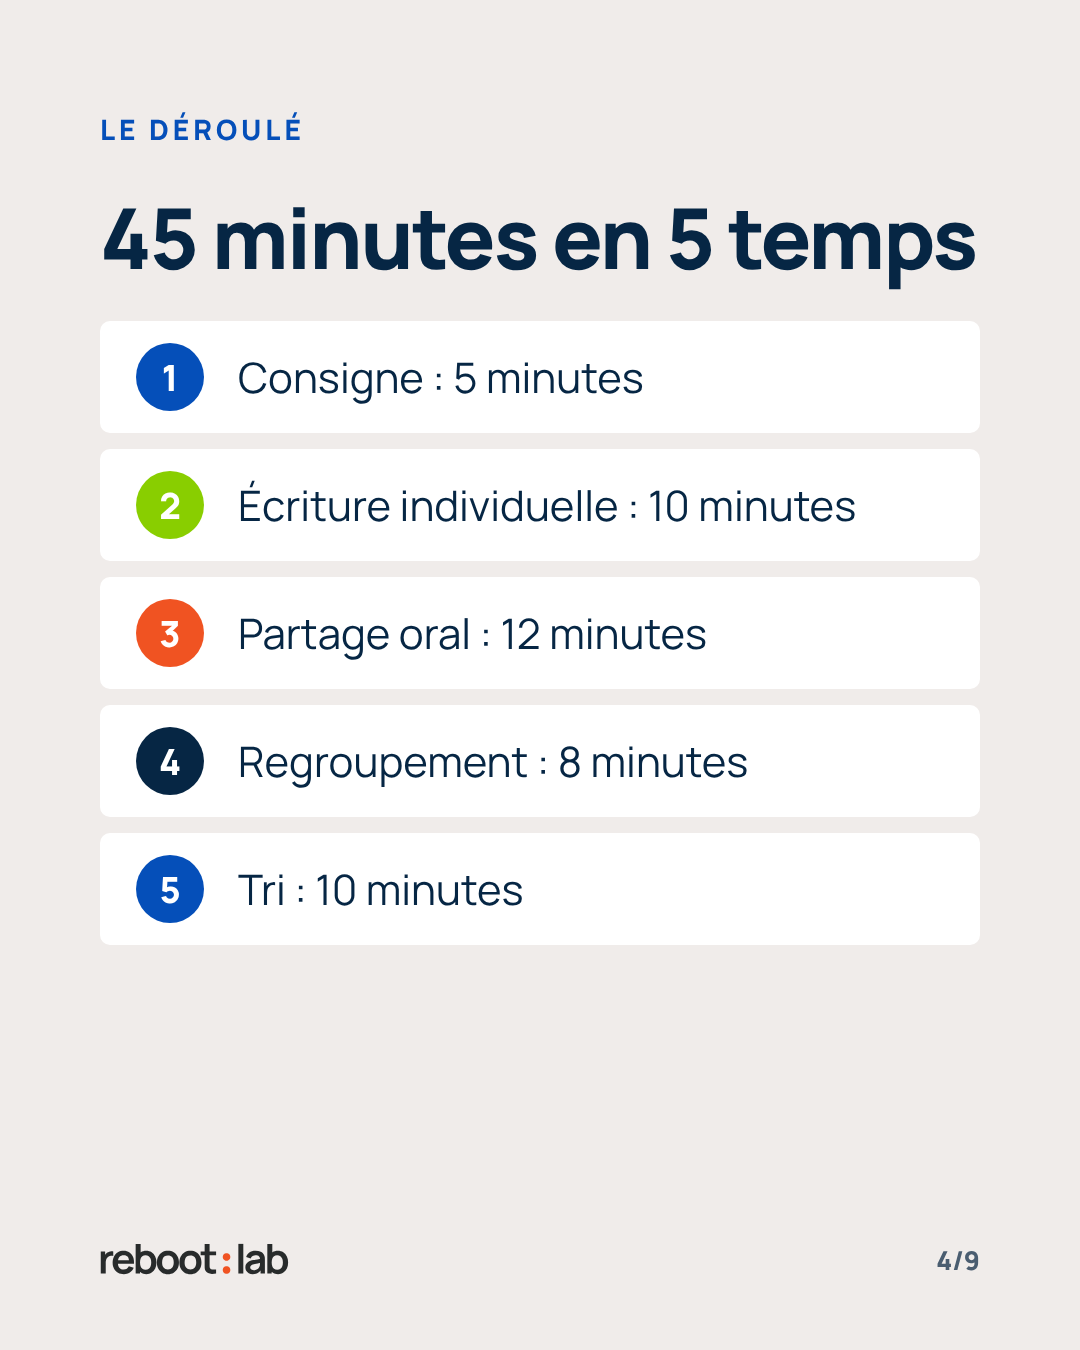 LE DÉROULÉ
45 minutes en 5 temps
1 Consigne : 5 minutes
2 Écriture individuelle : 10 minutes
3 Partage oral : 12 minutes
4 Regroupement : 8 minutes
5 Tri : 10 minutes
reboot:lab
4/9